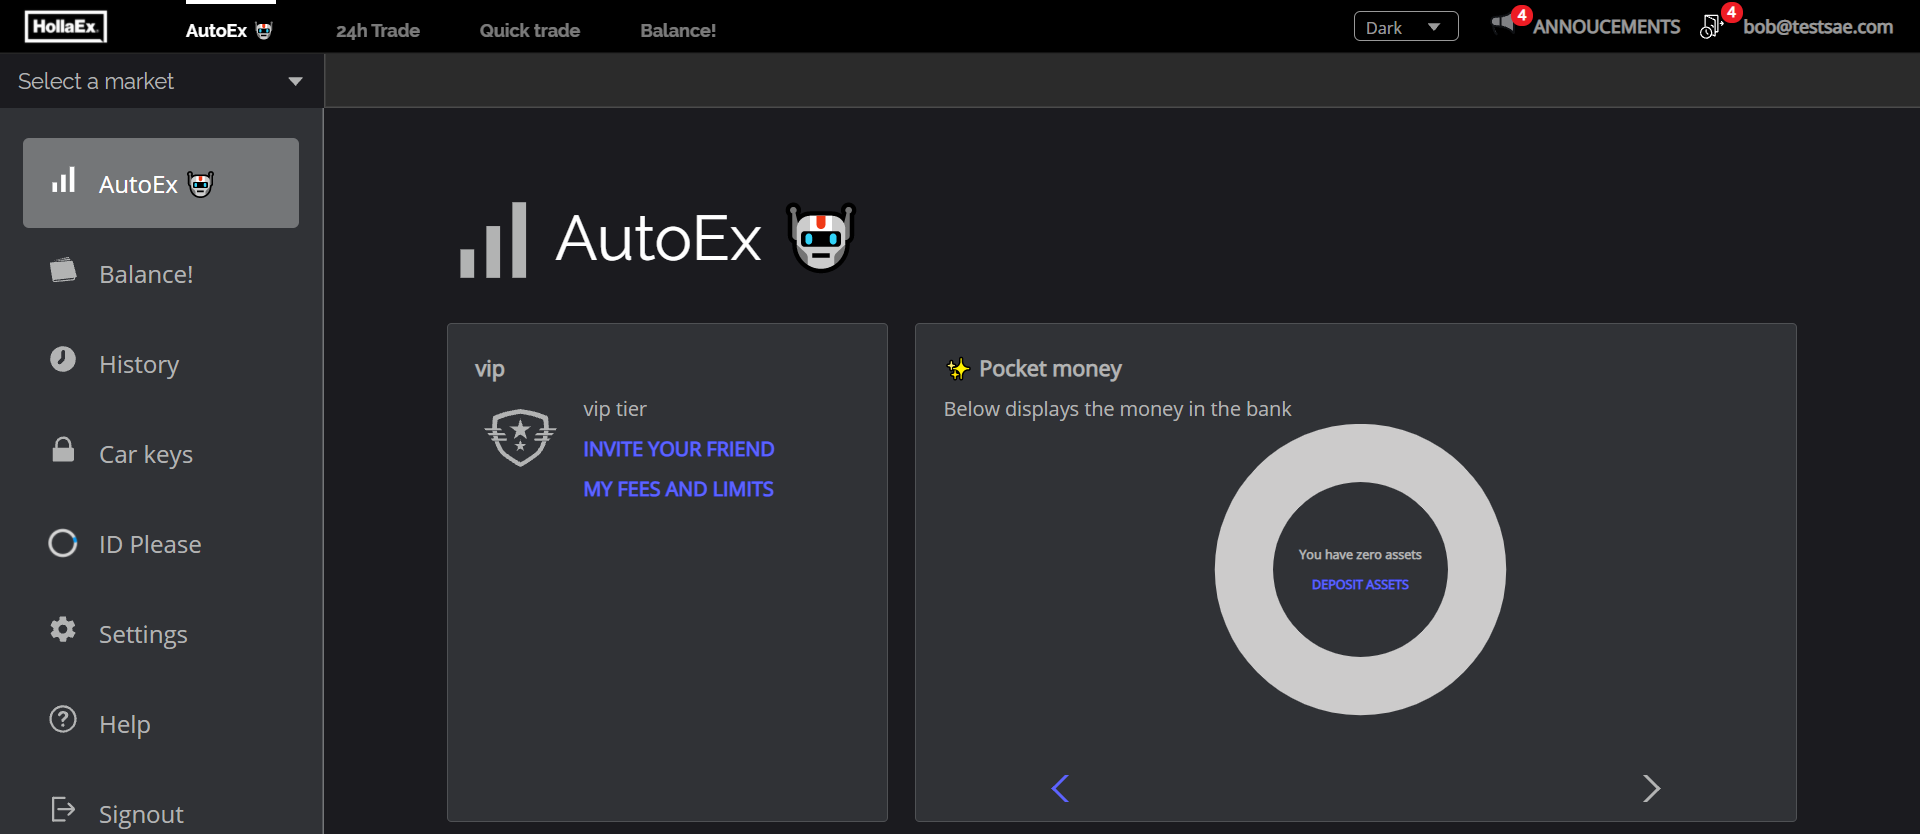 HollaEx
AutoEx
24h Trade
Quick trade
Balance!
Dark
4
ANNOUCEMENTS
4
bob@testsae.com
Select a market
AutoEx
Balance!
History
Car keys
ID Please
Settings
Help
Signout
AutoEx
vip
vip tier
INVITE YOUR FRIEND
MY FEES AND LIMITS
Pocket money
Below displays the money in the bank
You have zero assets
DEPOSIT ASSETS